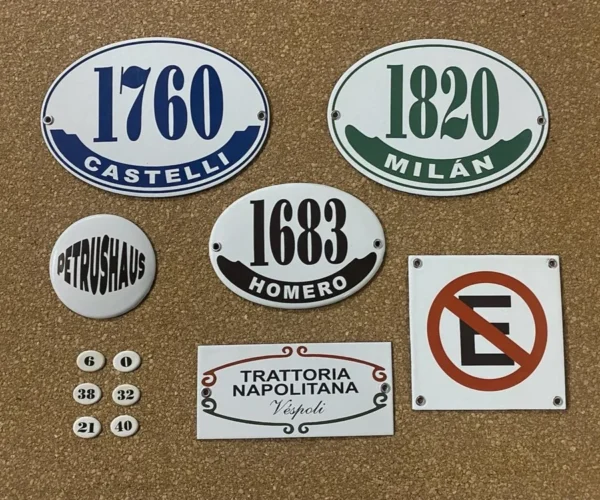 1760
CASTELLI
1820
MILÁN
1683
HOMERO
PETRUSHAUS
E
6 0
38 32
21 40
TRATTORIA
NAPOLITANA
Véspoli